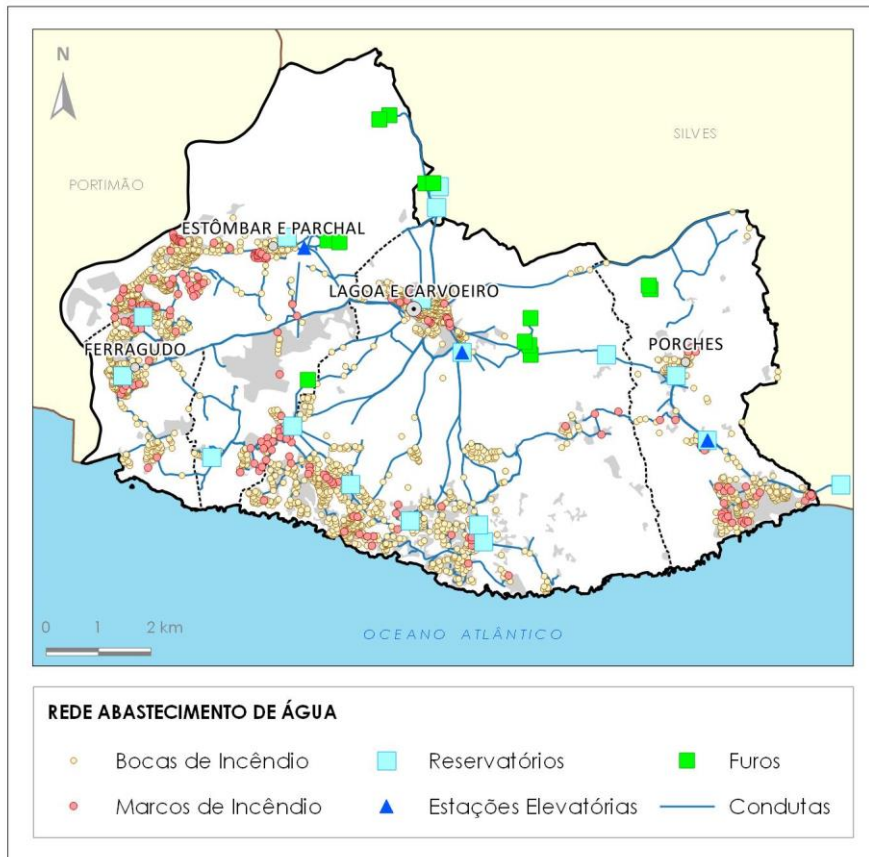 N
SILVES
PORTIMÃO
ESTÔMBAR E PARCHAL
LAGOA E CARVOEIRO
FERRAGUDO
PORCHES
0 1 2 km
OCEANO ATLÂNTICO
REDE ABASTECIMENTO DE ÁGUA
Bocas de Incêndio
Reservatórios
Furos
Marcos de Incêndio
Estações Elevatórias
Condutas